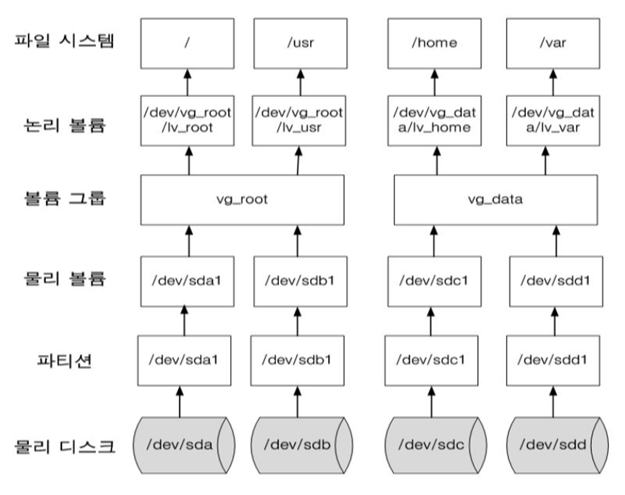 파일 시스템
/
/usr
/home
/var
논리 볼륨
/dev/vg_root
/lv_root
/dev/vg_root
/lv_usr
/dev/vg_dat
a/lv_home
/dev/vg_dat
a/lv_var
볼륨 그룹
vg_root
vg_data
물리 볼륨
/dev/sda1
/dev/sdb1
/dev/sdc1
/dev/sdd1
파티션
/dev/sda1
/dev/sdb1
/dev/sdc1
/dev/sdd1
물리 디스크
/dev/sda
/dev/sdb
/dev/sdc
/dev/sdd